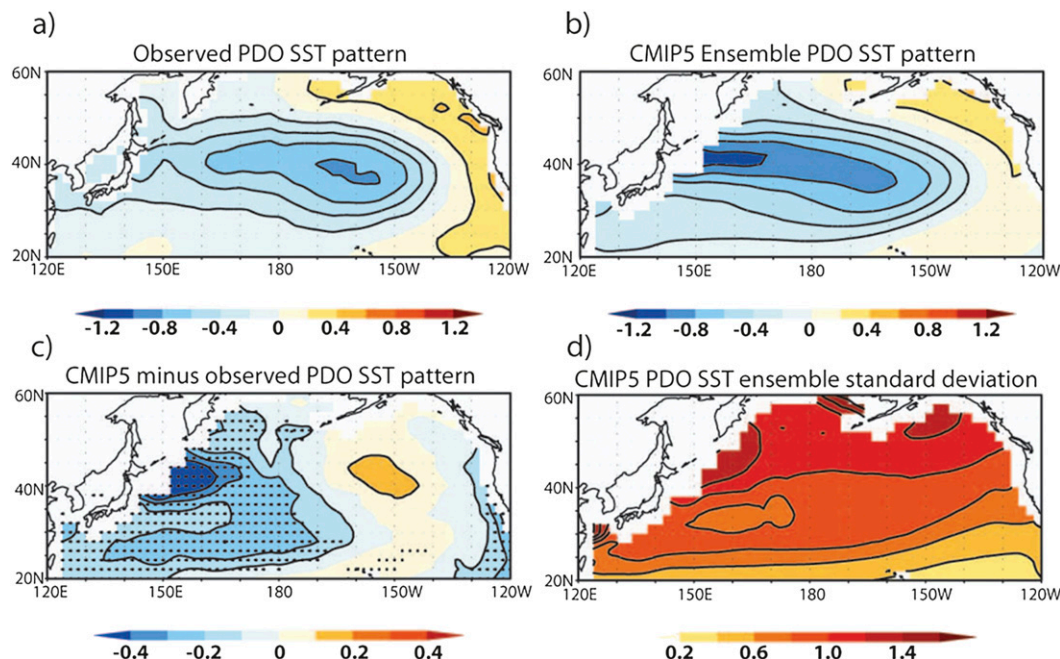 a)
Observed PDO SST pattern
60N
40N
20N
120E 150E 180 150W 120W
-1.2 -0.8 -0.4 0 0.4 0.8 1.2
b)
CMIP5 Ensemble PDO SST pattern
60N
40N
20N
120E 150E 180 150W 120W
-1.2 -0.8 -0.4 0 0.4 0.8 1.2
c)
CMIP5 minus observed PDO SST pattern
60N
40N
20N
120E 150E 180 150W 120W
-0.4 -0.2 0 0.2 0.4
d)
CMIP5 PDO SST ensemble standard deviation
60N
40N
20N
120E 150E 180 150W 120W
0.2 0.6 1.0 1.4